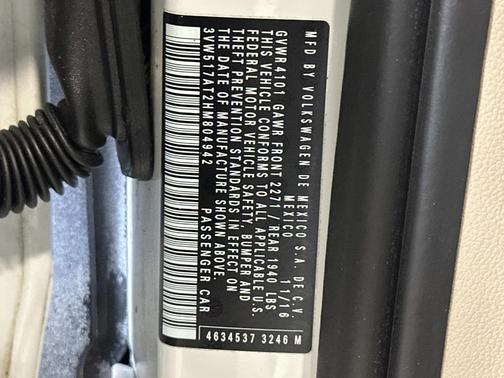 MFD BY VOLKSWAGEN DE MEXICO S.A. DE C.V.
MEXICO 11/16
GVWR 4101 GAWR FRONT 2271 / REAR 1940 LBS
THIS VEHICLE CONFORMS TO ALL APPLICABLE U.S.
FEDERAL MOTOR VEHICLE SAFETY, BUMPER AND
THEFT PREVENTION STANDARDS IN EFFECT ON
THE DATE OF MANUFACTURE SHOWN ABOVE.
3VW517AT2HM804942 PASSENGER CAR
4634537 3246 M